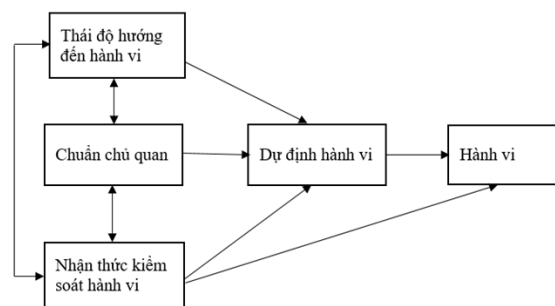 Thái độ hướng
đến hành vi
Chuẩn chủ quan
Dự định hành vi
Hành vi
Nhận thức kiểm
soát hành vi